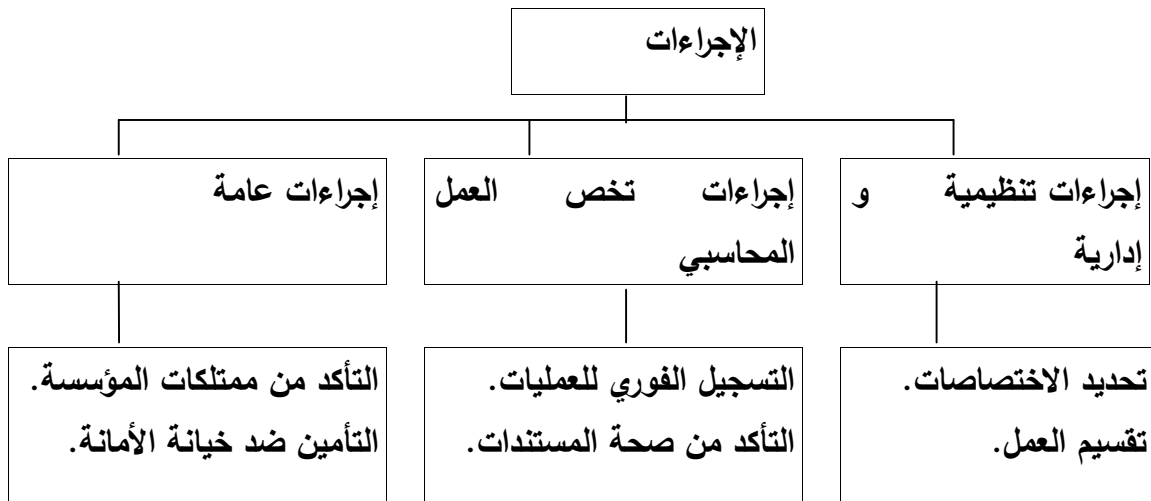 الإجراءات
إجراءات تنظيمية و
إدارية
إجراءات تخص العمل
المحاسبي
إجراءات عامة
تحديد الاختصاصات.
تقسيم العمل.
التسجيل الفوري للعمليات.
التأكد من صحة المستندات.
التأكد من ممتلكات المؤسسة.
التأمين ضد خيانة الأمانة.